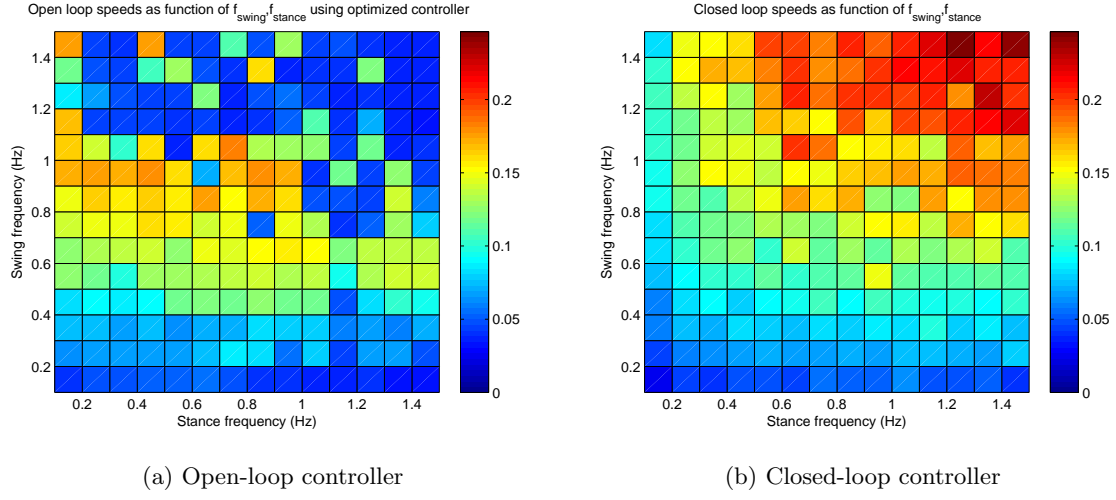 Open loop speeds as function of f_swing,f_stance using optimized controller
1.4
1.2
1
0.8
0.6
0.4
0.2
Swing frequency (Hz)
0.2 0.4 0.6 0.8 1 1.2 1.4
Stance frequency (Hz)
0.2
0.15
0.1
0.05
0
(a) Open-loop controller
Closed loop speeds as function of f_swing,f_stance
1.4
1.2
1
0.8
0.6
0.4
0.2
Swing frequency (Hz)
0.2 0.4 0.6 0.8 1 1.2 1.4
Stance frequency (Hz)
0.2
0.15
0.1
0.05
0
(b) Closed-loop controller